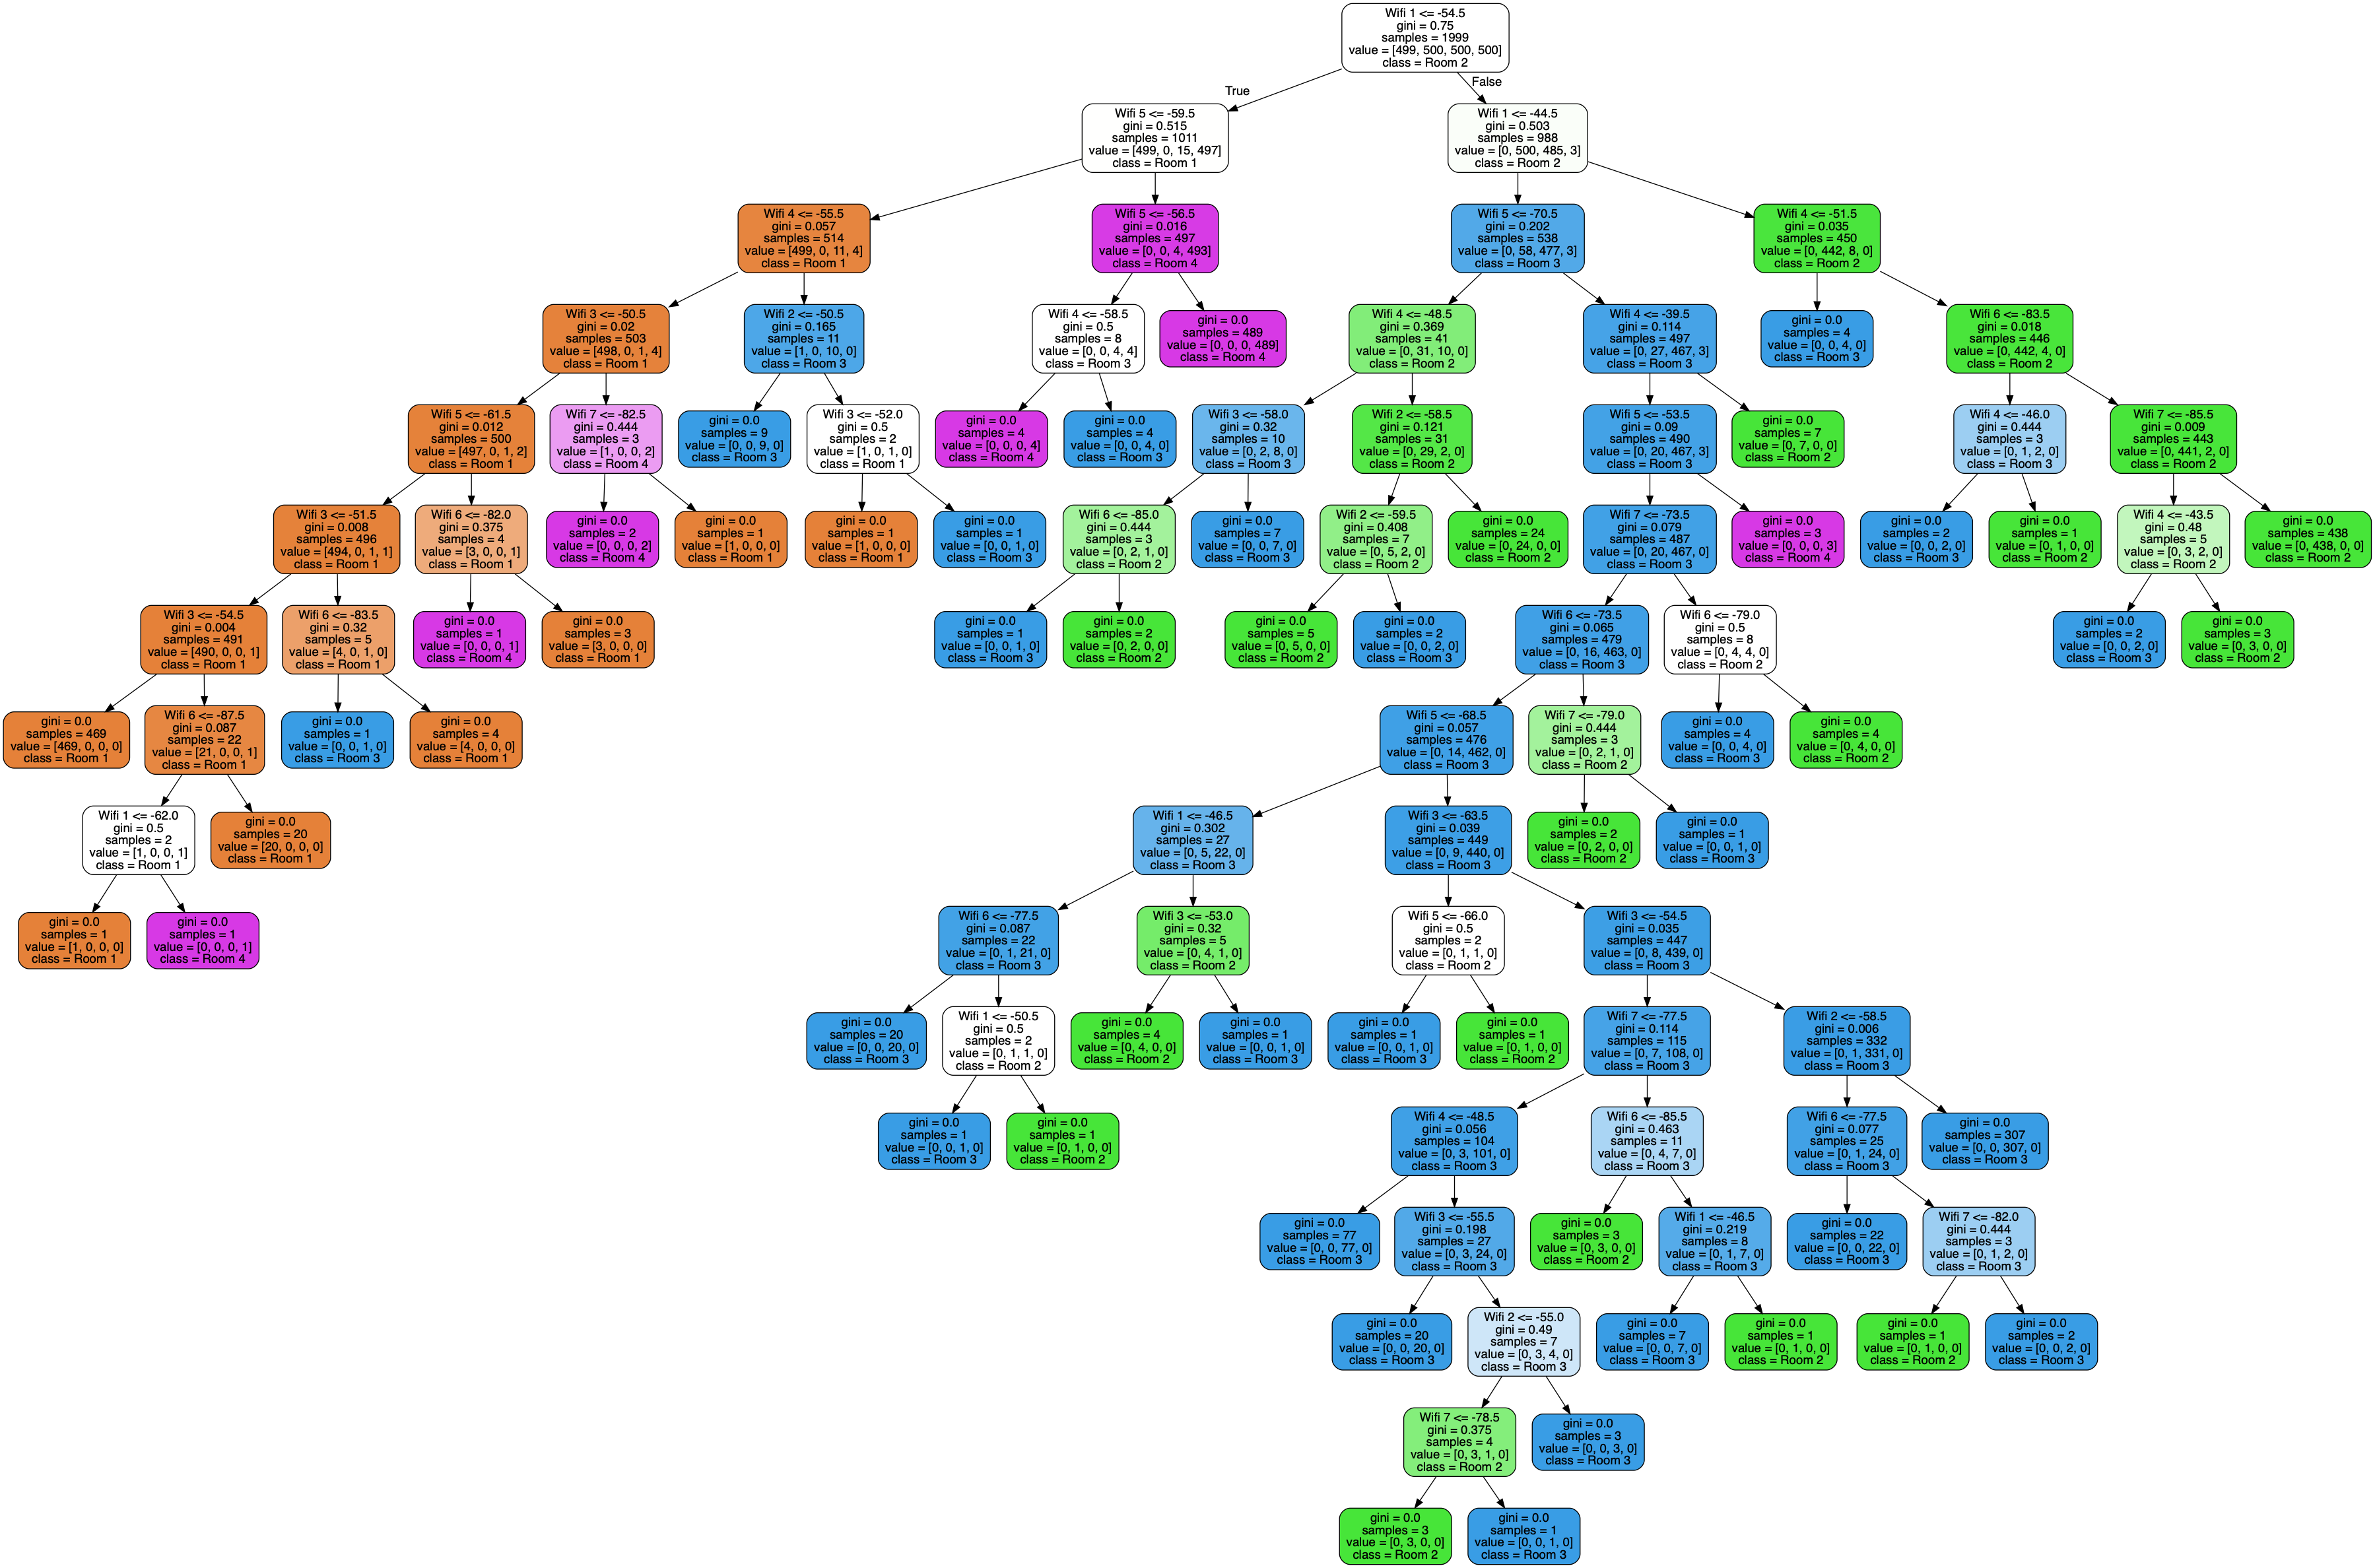 Wifi 1 <= -54.5
gini = 0.75
samples = 1999
value = [499, 500, 500, 500]
class = Room 2
True
False
Wifi 5 <= -59.5
gini = 0.515
samples = 1011
value = [499, 0, 15, 497]
class = Room 1
Wifi 1 <= -44.5
gini = 0.503
samples = 988
value = [0, 500, 485, 3]
class = Room 2
Wifi 4 <= -55.5
gini = 0.057
samples = 514
value = [499, 0, 11, 4]
class = Room 1
Wifi 5 <= -56.5
gini = 0.016
samples = 497
value = [0, 0, 4, 493]
class = Room 4
Wifi 5 <= -70.5
gini = 0.202
samples = 538
value = [0, 58, 477, 3]
class = Room 3
Wifi 4 <= -51.5
gini = 0.035
samples = 450
value = [0, 442, 8, 0]
class = Room 2
Wifi 3 <= -50.5
gini = 0.02
samples = 503
value = [498, 0, 1, 4]
class = Room 1
Wifi 2 <= -50.5
gini = 0.165
samples = 11
value = [1, 0, 10, 0]
class = Room 3
Wifi 4 <= -58.5
gini = 0.5
samples = 8
value = [0, 0, 4, 4]
class = Room 3
gini = 0.0
samples = 489
value = [0, 0, 0, 489]
class = Room 4
Wifi 4 <= -48.5
gini = 0.369
samples = 41
value = [0, 31, 10, 0]
class = Room 2
Wifi 4 <= -39.5
gini = 0.114
samples = 497
value = [0, 27, 467, 3]
class = Room 3
gini = 0.0
samples = 4
value = [0, 0, 4, 0]
class = Room 3
Wifi 6 <= -83.5
gini = 0.018
samples = 446
value = [0, 442, 4, 0]
class = Room 2
Wifi 5 <= -61.5
gini = 0.012
samples = 500
value = [497, 0, 1, 2]
class = Room 1
Wifi 7 <= -82.5
gini = 0.444
samples = 3
value = [1, 0, 0, 2]
class = Room 4
gini = 0.0
samples = 9
value = [0, 0, 9, 0]
class = Room 3
Wifi 3 <= -52.0
gini = 0.5
samples = 2
value = [1, 0, 1, 0]
class = Room 1
gini = 0.0
samples = 4
value = [0, 0, 0, 4]
class = Room 4
gini = 0.0
samples = 4
value = [0, 0, 4, 0]
class = Room 3
Wifi 3 <= -58.0
gini = 0.32
samples = 10
value = [0, 2, 8, 0]
class = Room 3
Wifi 2 <= -58.5
gini = 0.121
samples = 31
value = [0, 29, 2, 0]
class = Room 2
Wifi 5 <= -53.5
gini = 0.09
samples = 490
value = [0, 20, 467, 3]
class = Room 3
gini = 0.0
samples = 7
value = [0, 7, 0, 0]
class = Room 2
Wifi 4 <= -46.0
gini = 0.444
samples = 3
value = [0, 1, 2, 0]
class = Room 3
Wifi 7 <= -85.5
gini = 0.009
samples = 443
value = [0, 441, 2, 0]
class = Room 2
Wifi 3 <= -51.5
gini = 0.008
samples = 496
value = [494, 0, 1, 1]
class = Room 1
Wifi 6 <= -82.0
gini = 0.375
samples = 4
value = [3, 0, 0, 1]
class = Room 1
gini = 0.0
samples = 2
value = [0, 0, 0, 2]
class = Room 4
gini = 0.0
samples = 1
value = [1, 0, 0, 0]
class = Room 1
gini = 0.0
samples = 1
value = [1, 0, 0, 0]
class = Room 1
gini = 0.0
samples = 1
value = [0, 0, 1, 0]
class = Room 3
Wifi 6 <= -85.0
gini = 0.444
samples = 3
value = [0, 2, 1, 0]
class = Room 2
gini = 0.0
samples = 7
value = [0, 0, 7, 0]
class = Room 3
Wifi 2 <= -59.5
gini = 0.408
samples = 7
value = [0, 5, 2, 0]
class = Room 2
gini = 0.0
samples = 24
value = [0, 24, 0, 0]
class = Room 2
Wifi 7 <= -73.5
gini = 0.079
samples = 487
value = [0, 20, 467, 0]
class = Room 3
gini = 0.0
samples = 3
value = [0, 0, 0, 3]
class = Room 4
gini = 0.0
samples = 2
value = [0, 0, 2, 0]
class = Room 3
gini = 0.0
samples = 1
value = [0, 1, 0, 0]
class = Room 2
Wifi 4 <= -43.5
gini = 0.48
samples = 5
value = [0, 3, 2, 0]
class = Room 2
gini = 0.0
samples = 438
value = [0, 438, 0, 0]
class = Room 2
Wifi 3 <= -54.5
gini = 0.004
samples = 491
value = [490, 0, 0, 1]
class = Room 1
Wifi 6 <= -83.5
gini = 0.32
samples = 5
value = [4, 0, 1, 0]
class = Room 1
gini = 0.0
samples = 1
value = [0, 0, 0, 1]
class = Room 4
gini = 0.0
samples = 3
value = [3, 0, 0, 0]
class = Room 1
gini = 0.0
samples = 1
value = [0, 0, 1, 0]
class = Room 3
gini = 0.0
samples = 2
value = [0, 2, 0, 0]
class = Room 2
gini = 0.0
samples = 5
value = [0, 5, 0, 0]
class = Room 2
gini = 0.0
samples = 2
value = [0, 0, 2, 0]
class = Room 3
Wifi 6 <= -73.5
gini = 0.065
samples = 479
value = [0, 16, 463, 0]
class = Room 3
Wifi 6 <= -79.0
gini = 0.5
samples = 8
value = [0, 4, 4, 0]
class = Room 2
gini = 0.0
samples = 2
value = [0, 0, 2, 0]
class = Room 3
gini = 0.0
samples = 3
value = [0, 3, 0, 0]
class = Room 2
gini = 0.0
samples = 469
value = [469, 0, 0, 0]
class = Room 1
Wifi 6 <= -87.5
gini = 0.087
samples = 22
value = [21, 0, 0, 1]
class = Room 1
gini = 0.0
samples = 1
value = [0, 0, 1, 0]
class = Room 3
gini = 0.0
samples = 4
value = [4, 0, 0, 0]
class = Room 1
Wifi 5 <= -68.5
gini = 0.057
samples = 476
value = [0, 14, 462, 0]
class = Room 3
Wifi 7 <= -79.0
gini = 0.444
samples = 3
value = [0, 2, 1, 0]
class = Room 2
gini = 0.0
samples = 4
value = [0, 0, 4, 0]
class = Room 3
gini = 0.0
samples = 4
value = [0, 4, 0, 0]
class = Room 2
Wifi 1 <= -62.0
gini = 0.5
samples = 2
value = [1, 0, 0, 1]
class = Room 1
gini = 0.0
samples = 20
value = [20, 0, 0, 0]
class = Room 1
Wifi 1 <= -46.5
gini = 0.302
samples = 27
value = [0, 5, 22, 0]
class = Room 3
Wifi 3 <= -63.5
gini = 0.039
samples = 449
value = [0, 9, 440, 0]
class = Room 3
gini = 0.0
samples = 2
value = [0, 2, 0, 0]
class = Room 2
gini = 0.0
samples = 1
value = [0, 0, 1, 0]
class = Room 3
gini = 0.0
samples = 1
value = [1, 0, 0, 0]
class = Room 1
gini = 0.0
samples = 1
value = [0, 0, 0, 1]
class = Room 4
Wifi 6 <= -77.5
gini = 0.087
samples = 22
value = [0, 1, 21, 0]
class = Room 3
Wifi 3 <= -53.0
gini = 0.32
samples = 5
value = [0, 4, 1, 0]
class = Room 2
Wifi 5 <= -66.0
gini = 0.5
samples = 2
value = [0, 1, 1, 0]
class = Room 2
Wifi 3 <= -54.5
gini = 0.035
samples = 447
value = [0, 8, 439, 0]
class = Room 3
gini = 0.0
samples = 20
value = [0, 0, 20, 0]
class = Room 3
Wifi 1 <= -50.5
gini = 0.5
samples = 2
value = [0, 1, 1, 0]
class = Room 2
gini = 0.0
samples = 4
value = [0, 4, 0, 0]
class = Room 2
gini = 0.0
samples = 1
value = [0, 0, 1, 0]
class = Room 3
gini = 0.0
samples = 1
value = [0, 0, 1, 0]
class = Room 3
gini = 0.0
samples = 1
value = [0, 1, 0, 0]
class = Room 2
Wifi 7 <= -77.5
gini = 0.114
samples = 115
value = [0, 7, 108, 0]
class = Room 3
Wifi 2 <= -58.5
gini = 0.006
samples = 332
value = [0, 1, 331, 0]
class = Room 3
gini = 0.0
samples = 1
value = [0, 0, 1, 0]
class = Room 3
gini = 0.0
samples = 1
value = [0, 1, 0, 0]
class = Room 2
Wifi 4 <= -48.5
gini = 0.056
samples = 104
value = [0, 3, 101, 0]
class = Room 3
Wifi 6 <= -85.5
gini = 0.463
samples = 11
value = [0, 4, 7, 0]
class = Room 3
Wifi 6 <= -77.5
gini = 0.077
samples = 25
value = [0, 1, 24, 0]
class = Room 3
gini = 0.0
samples = 307
value = [0, 0, 307, 0]
class = Room 3
gini = 0.0
samples = 77
value = [0, 0, 77, 0]
class = Room 3
Wifi 3 <= -55.5
gini = 0.198
samples = 27
value = [0, 3, 24, 0]
class = Room 3
gini = 0.0
samples = 3
value = [0, 3, 0, 0]
class = Room 2
Wifi 1 <= -46.5
gini = 0.219
samples = 8
value = [0, 1, 7, 0]
class = Room 3
gini = 0.0
samples = 22
value = [0, 0, 22, 0]
class = Room 3
Wifi 7 <= -82.0
gini = 0.444
samples = 3
value = [0, 1, 2, 0]
class = Room 3
gini = 0.0
samples = 20
value = [0, 0, 20, 0]
class = Room 3
Wifi 2 <= -55.0
gini = 0.49
samples = 7
value = [0, 3, 4, 0]
class = Room 3
gini = 0.0
samples = 7
value = [0, 0, 7, 0]
class = Room 3
gini = 0.0
samples = 1
value = [0, 1, 0, 0]
class = Room 2
gini = 0.0
samples = 1
value = [0, 1, 0, 0]
class = Room 2
gini = 0.0
samples = 2
value = [0, 0, 2, 0]
class = Room 3
Wifi 7 <= -78.5
gini = 0.375
samples = 4
value = [0, 3, 1, 0]
class = Room 2
gini = 0.0
samples = 3
value = [0, 0, 3, 0]
class = Room 3
gini = 0.0
samples = 3
value = [0, 3, 0, 0]
class = Room 2
gini = 0.0
samples = 1
value = [0, 0, 1, 0]
class = Room 3